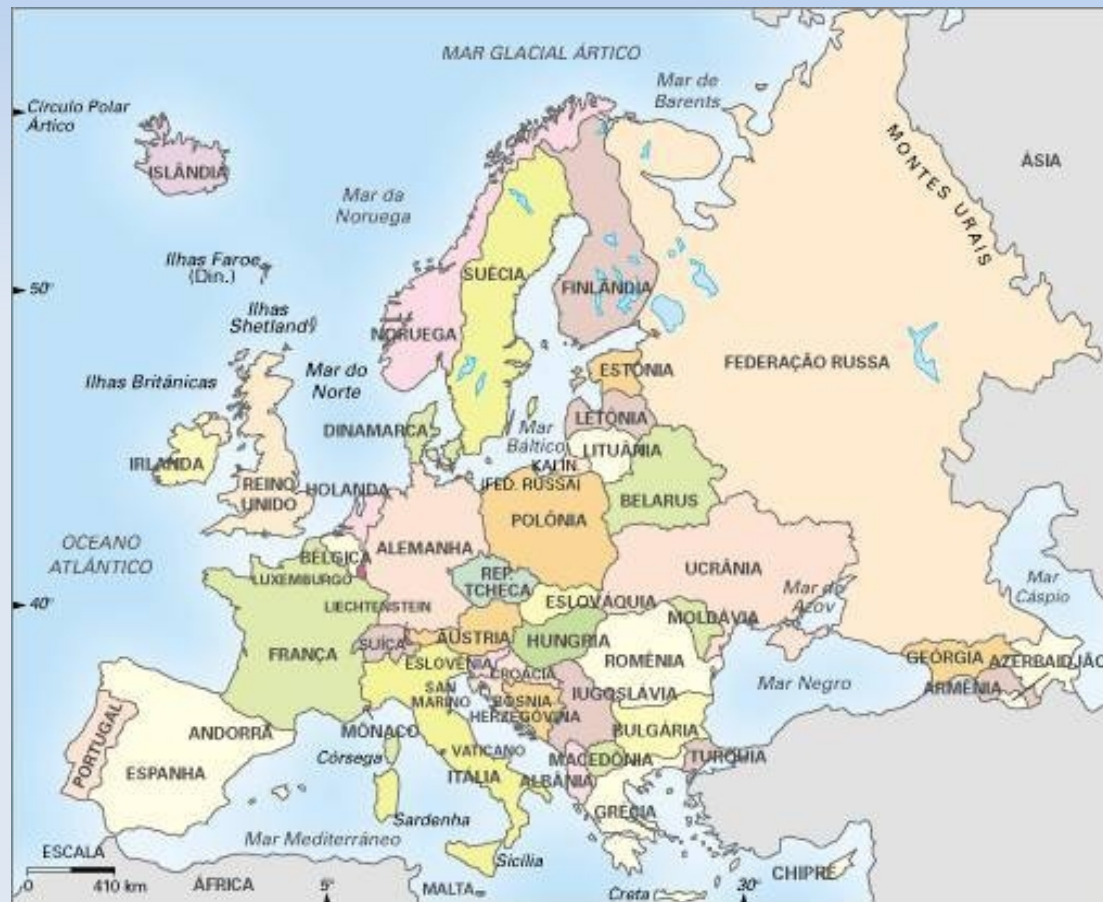 MAR GLACIAL ÁRTICO
Mar de
Barents
Círculo Polar
Ártico
ISLÂNDIA
MONTES URAIS
ÁSIA
Mar da
Noruega
Ilhas Faroe
(Din.)
SUÉCIA
FINLÂNDIA
50°
Ilhas
Shetland
NORUEGA
Mar do
Norte
Ilhas Britânicas
FEDERAÇÃO RUSSA
ESTÔNIA
LETÔNIA
DINAMARCA
Mar
Báltico
LITUÂNIA
KALIN
(FED. RUSSA)
IRLANDA
REINO
UNIDO
HOLANDA
BELARUS
POLÔNIA
OCEANO
ATLÂNTICO
BÉLGICA
ALEMANHA
LUXEMBURGO
REP.
TCHECA
UCRÂNIA
Mar do
Azov
Mar
Cáspio
40°
LIECHTENSTEIN
ESLOVÁQUIA
MOLDÁVIA
FRANÇA
SUÍÇA
ÁUSTRIA
HUNGRIA
ROMÊNIA
ESLOVÊNIA
CROÁCIA
GEÓRGIA
AZERBAIDJÃO
ARMÊNIA
Mar Negro
SAN
MARINO
BÓSNIA
HERZEGÓVINA
IUGOSLÁVIA
ANDORRA
MÔNACO
BULGÁRIA
PORTUGAL
ESPANHA
Córsega
VATICANO
ITÁLIA
ALBÂNIA
MACEDÔNIA
TURQUIA
Sardenha
GRÉCIA
Mar Mediterrâneo
Sicília
ESCALA
0 410 km
ÁFRICA
5°
MALTA
Creta
30°
CHIPRE